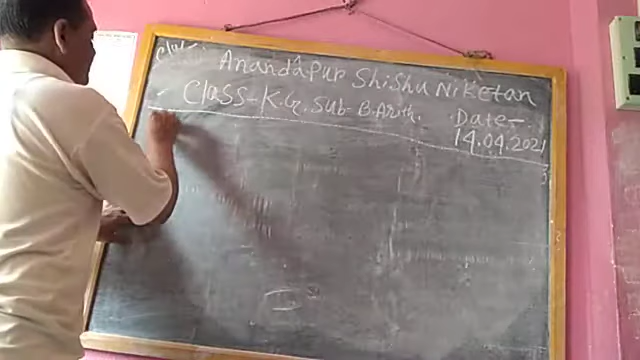 Anandapur Shishu Niketan
Class - K.G. Sub - B.Arith.
Date -
14.04.2021